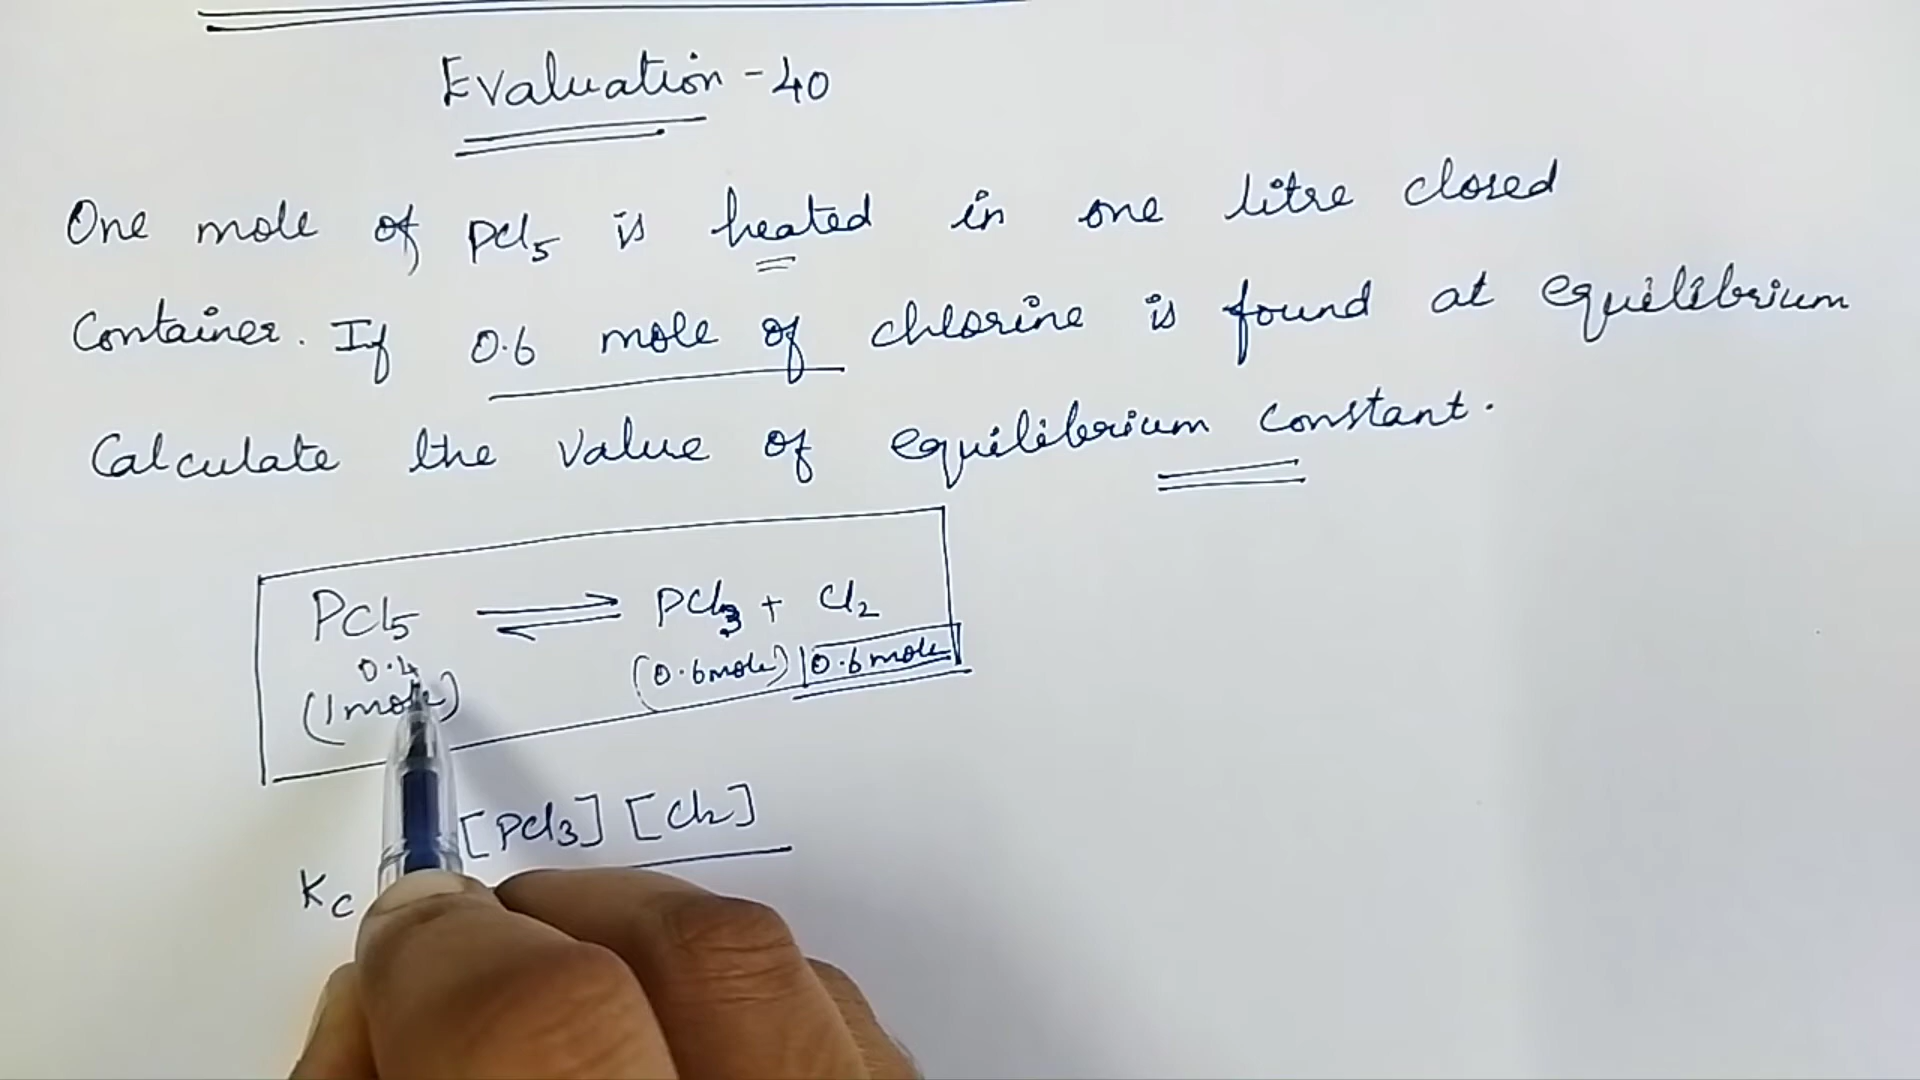 Evaluation - 40
One mole of PCl5 is heated in one litre closed
Container. If 0.6 mole of chlorine is found at equilibrium
Calculate the value of equilibrium constant.
PCl5 ⇌ PCl3 + Cl2
0.4
(1 mole) (0.6mole) 0.6 mole
[PCl3] [Cl2]
Kc